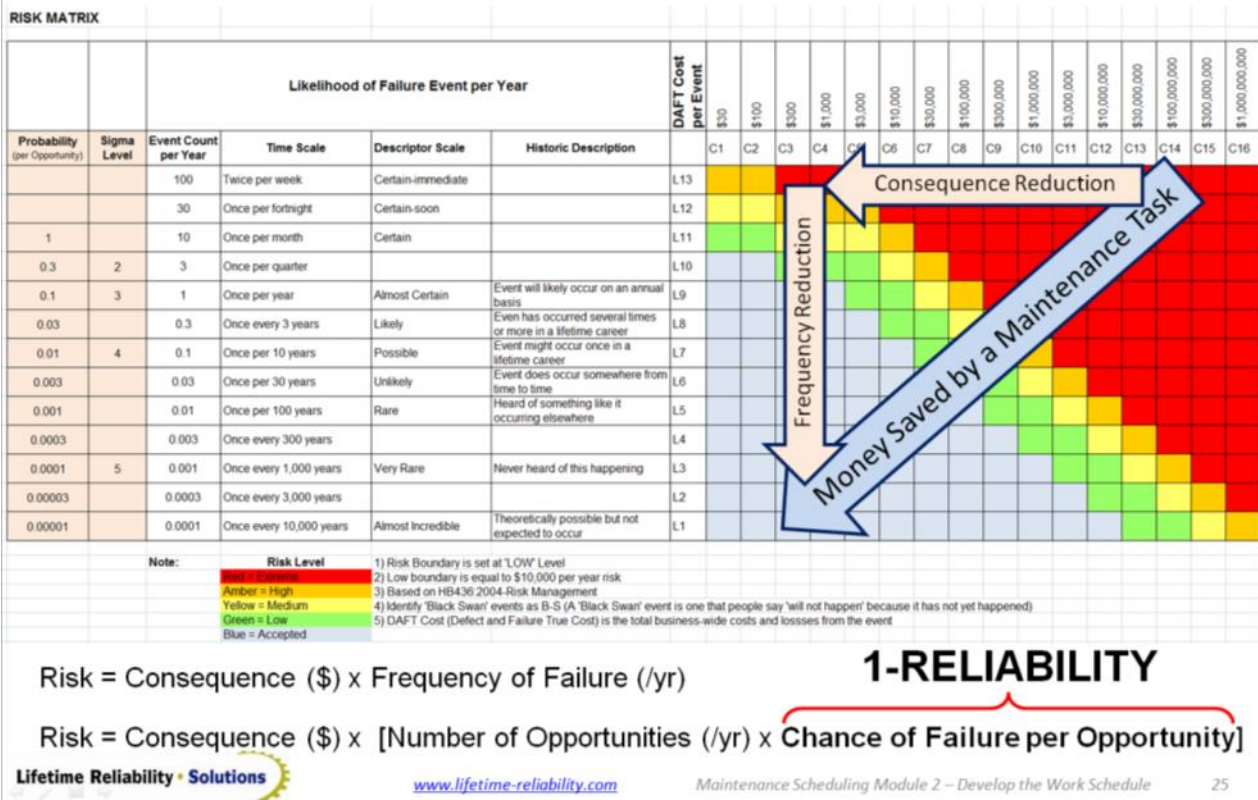 RISK MATRIX
Likelihood of Failure Event per Year
DAFT Cost per Event
$30 $100 $300 $1,000 $3,000 $10,000 $30,000 $100,000 $300,000 $1,000,000 $3,000,000 $10,000,000 $30,000,000 $100,000,000 $300,000,000 $1,000,000,000
Probability (per Opportunity) Sigma Level Event Count per Year Time Scale Descriptor Scale Historic Description C1 C2 C3 C4 C6 C7 C8 C9 C10 C11 C12 C13 C14 C15 C16
100 Twice per week Certain-immediate L13
30 Once per fortnight Certain-soon L12
1 10 Once per month Certain L11
0.3 2 3 Once per quarter L10
0.1 3 1 Once per year Almost Certain Event will likely occur on an annual basis L9
0.03 0.3 Once every 3 years Likely Even has occurred several times or more in a lifetime career L8
0.01 4 0.1 Once per 10 years Possible Event might occur once in a lifetime career L7
0.003 0.03 Once per 30 years Unlikely Event does occur somewhere from time to time L6
0.001 0.01 Once per 100 years Rare Heard of something like it occurring elsewhere L5
0.0003 0.003 Once every 300 years L4
0.0001 5 0.001 Once every 1,000 years Very Rare Never heard of this happening L3
0.00003 0.0003 Once every 3,000 years L2
0.00001 0.0001 Once every 10,000 years Almost Incredible Theoretically possible but not expected to occur L1
Consequence Reduction
Frequency Reduction
Money Saved by a Maintenance Task
Note: Risk Level 1) Risk Boundary is set at 'LOW' Level
Red = Extreme 2) Low boundary is equal to $10,000 per year risk
Amber = High 3) Based on HB436:2004-Risk Management
Yellow = Medium 4) Identify 'Black Swan' events as B-S (A 'Black Swan' event is one that people say 'will not happen' because it has not yet happened)
Green = Low 5) DAFT Cost (Defect and Failure True Cost) is the total business-wide costs and lossses from the event
Blue = Accepted
1-RELIABILITY
Risk = Consequence ($) x Frequency of Failure (/yr)
Risk = Consequence ($) x [Number of Opportunities (/yr) x Chance of Failure per Opportunity]
Lifetime Reliability Solutions
www.lifetime-reliability.com
Maintenance Scheduling Module 2 – Develop the Work Schedule
25